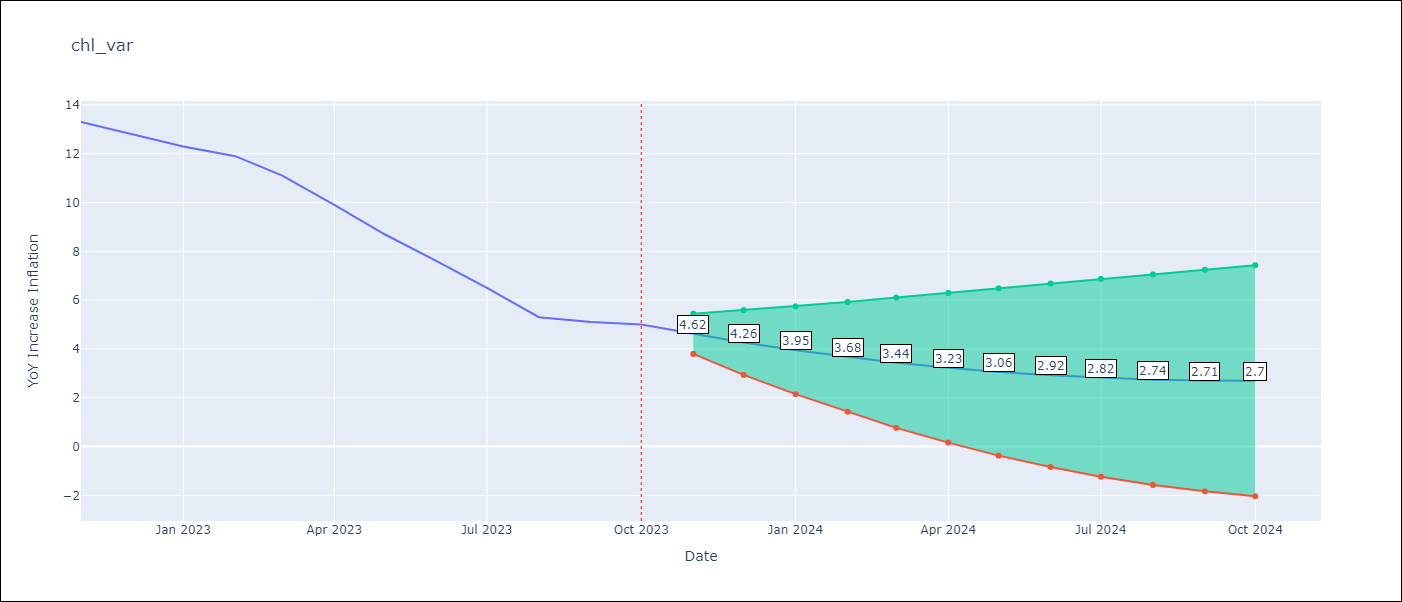 chl_var
YoY Increase Inflation
14
12
10
8
6
4
2
0
−2
4.62
4.26
3.95
3.68
3.44
3.23
3.06
2.92
2.82
2.74
2.71
2.7
Jan 2023
Apr 2023
Jul 2023
Oct 2023
Jan 2024
Apr 2024
Jul 2024
Oct 2024
Date